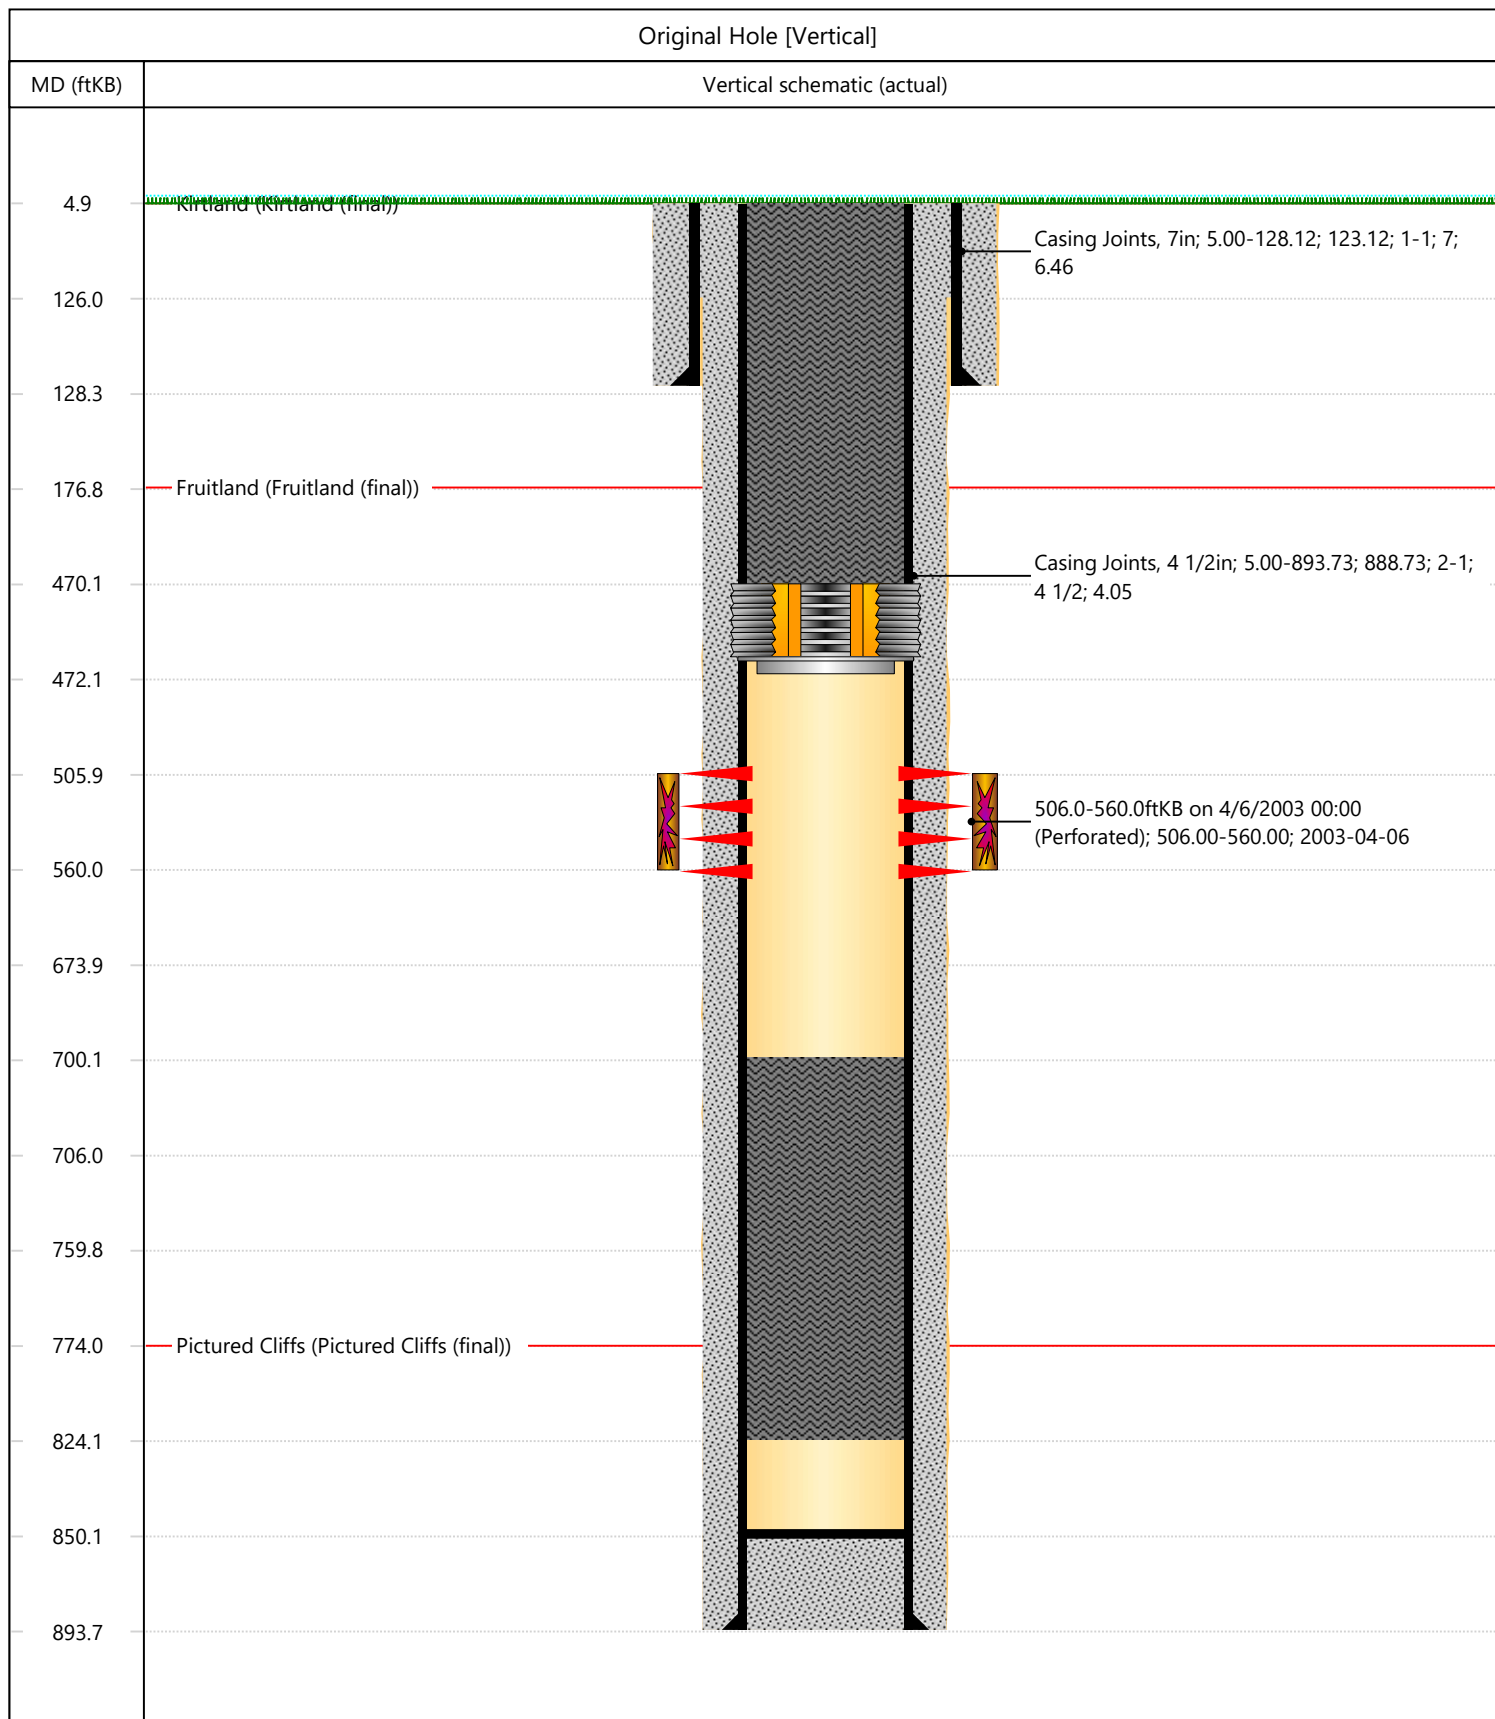 Original Hole [Vertical]
MD (ftKB)
Vertical schematic (actual)
4.9
Kirtland (Kirtland (final))
Casing Joints, 7in; 5.00-128.12; 123.12; 1-1; 7;
6.46
126.0
128.3
176.8
Fruitland (Fruitland (final))
470.1
Casing Joints, 4 1/2in; 5.00-893.73; 888.73; 2-1;
4 1/2; 4.05
472.1
505.9
506.0-560.0ftKB on 4/6/2003 00:00
(Perforated); 506.00-560.00; 2003-04-06
560.0
673.9
700.1
706.0
759.8
774.0
Pictured Cliffs (Pictured Cliffs (final))
824.1
850.1
893.7